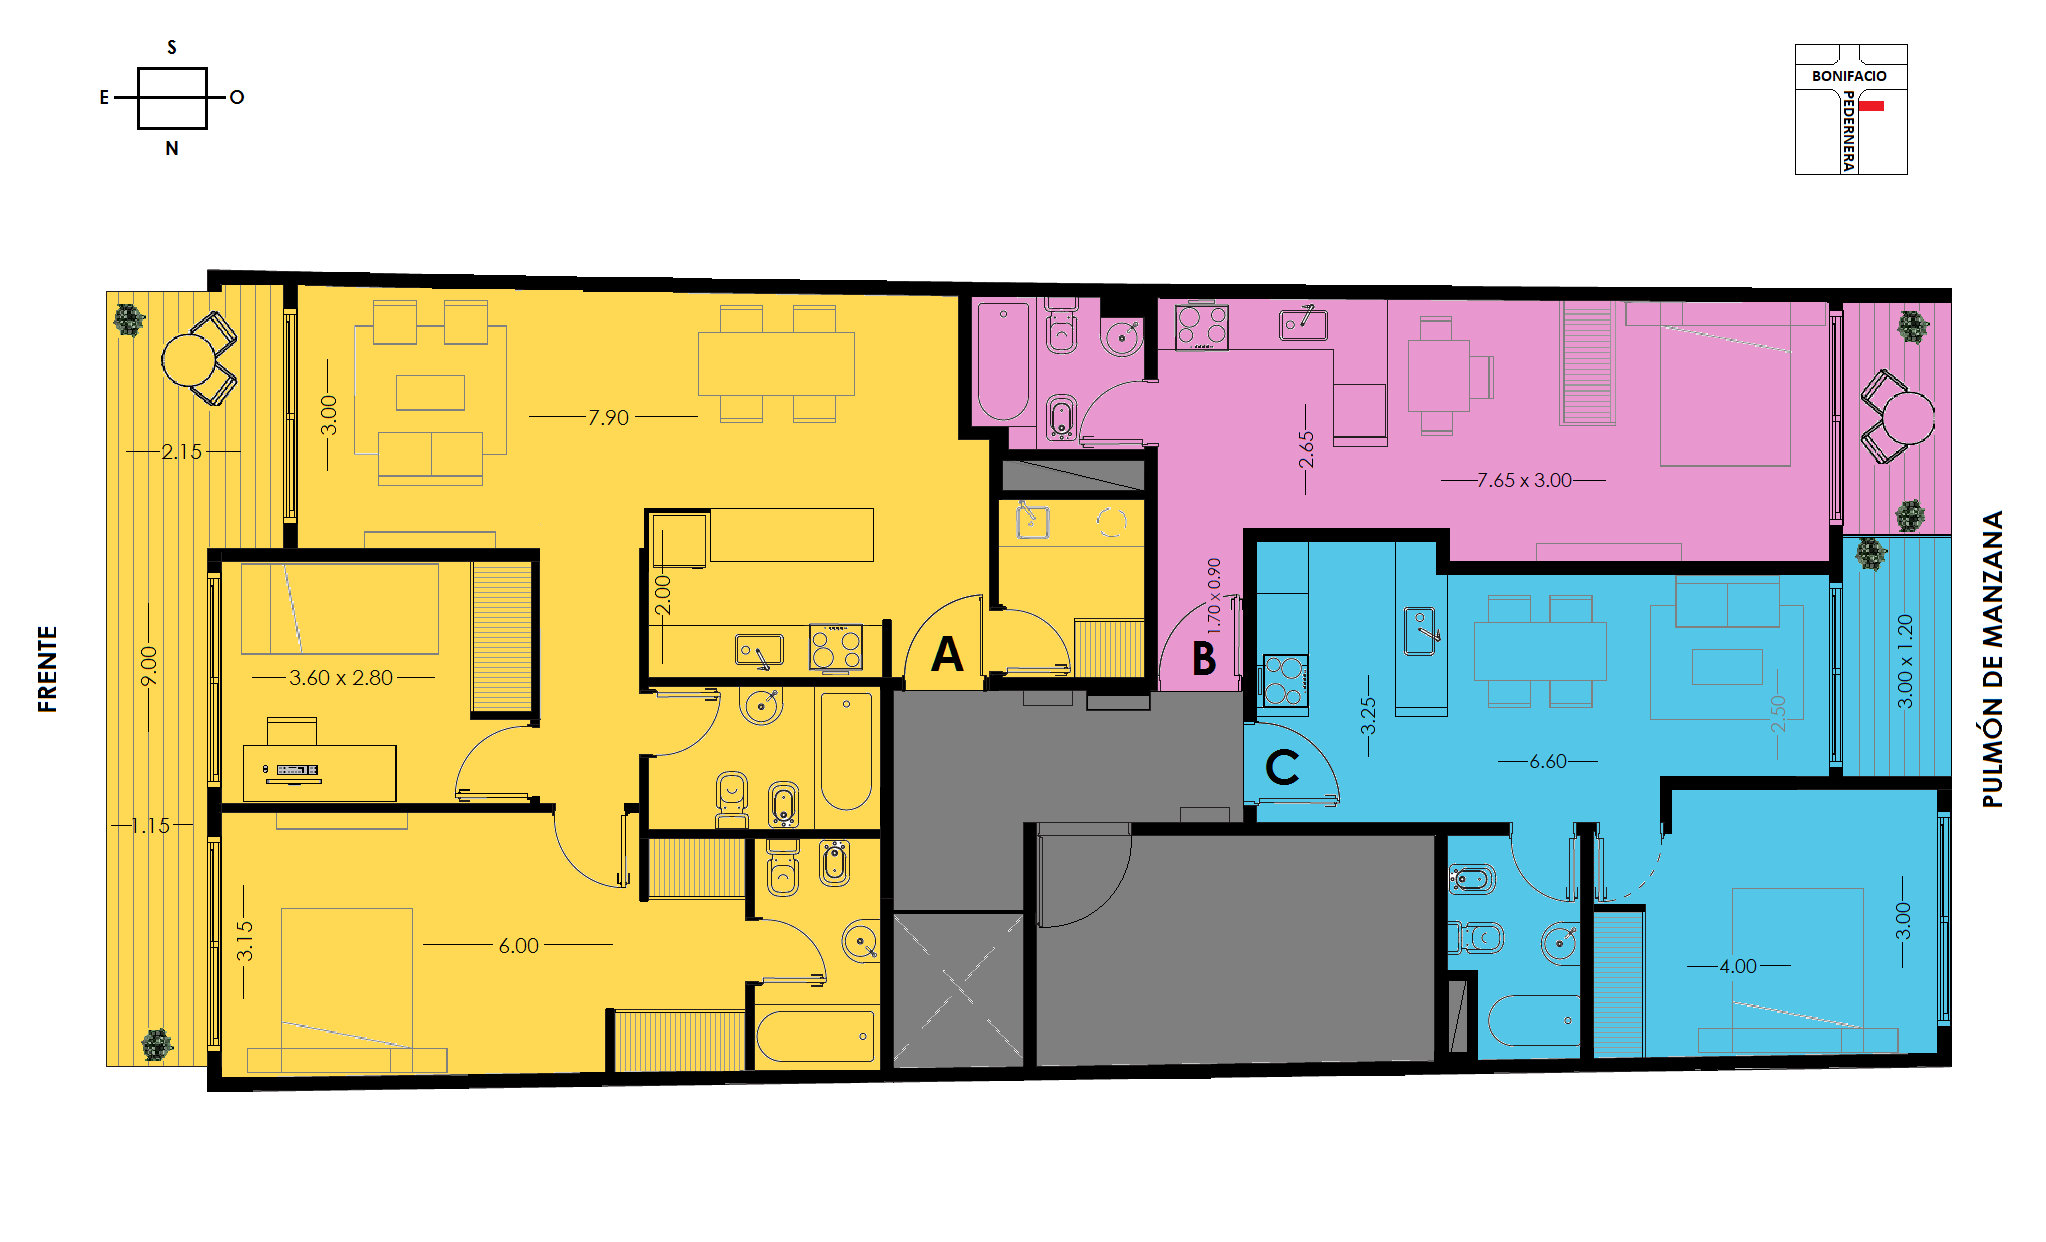 S
E O
N
BONIFACIO
PEDERNERA
FRENTE
PULMÓN DE MANZANA
3.00
7.90
2.15
2.65
7.65 x 3.00
2.00
1.70 x 0.90
A
B
C
9.00
3.60 x 2.80
3.25
6.60
2.50
3.00 x 1.20
1.15
3.15
6.00
4.00
3.00